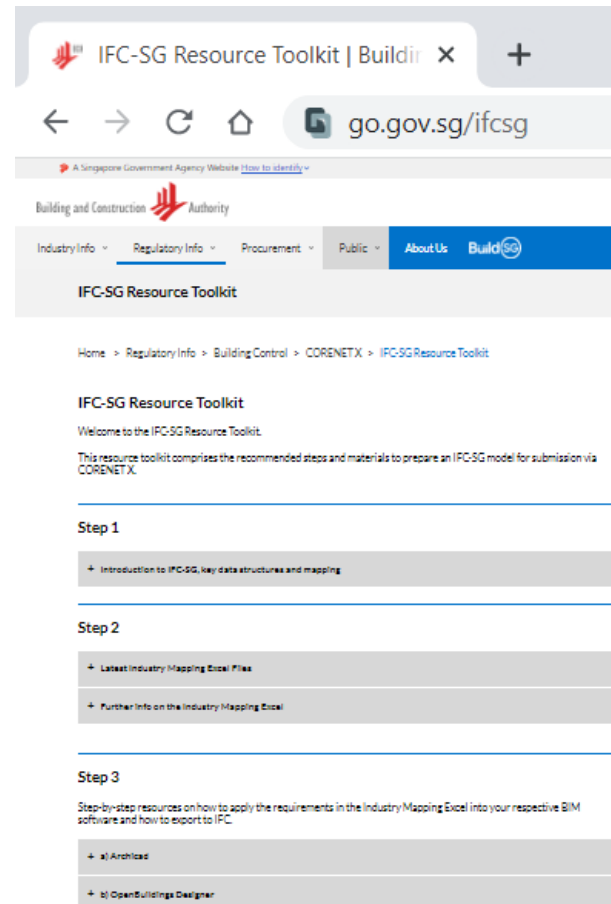 IFC-SG Resource Toolkit | Buildin
go.gov.sg/ifcsg
A Singapore Government Agency Website How to identify
Building and Construction Authority
Industry Info Regulatory Info Procurement Public About Us BuildSG
IFC-SG Resource Toolkit
Home > Regulatory Info > Building Control > CORENET X > IFC-SG Resource Toolkit
IFC-SG Resource Toolkit
Welcome to the IFC-SG Resource Toolkit.
This resource toolkit comprises the recommended steps and materials to prepare an IFC-SG model for submission via
CORENET X.
Step 1
+ Introduction to IFC-SG, key data structures and mapping
Step 2
+ Latest Industry Mapping Excel Files
+ Further Info on the Industry Mapping Excel
Step 3
Step-by-step resources on how to apply the requirements in the Industry Mapping Excel into your respective BIM
software and how to export to IFC.
+ a) Archicad
+ b) OpenBuildings Designer